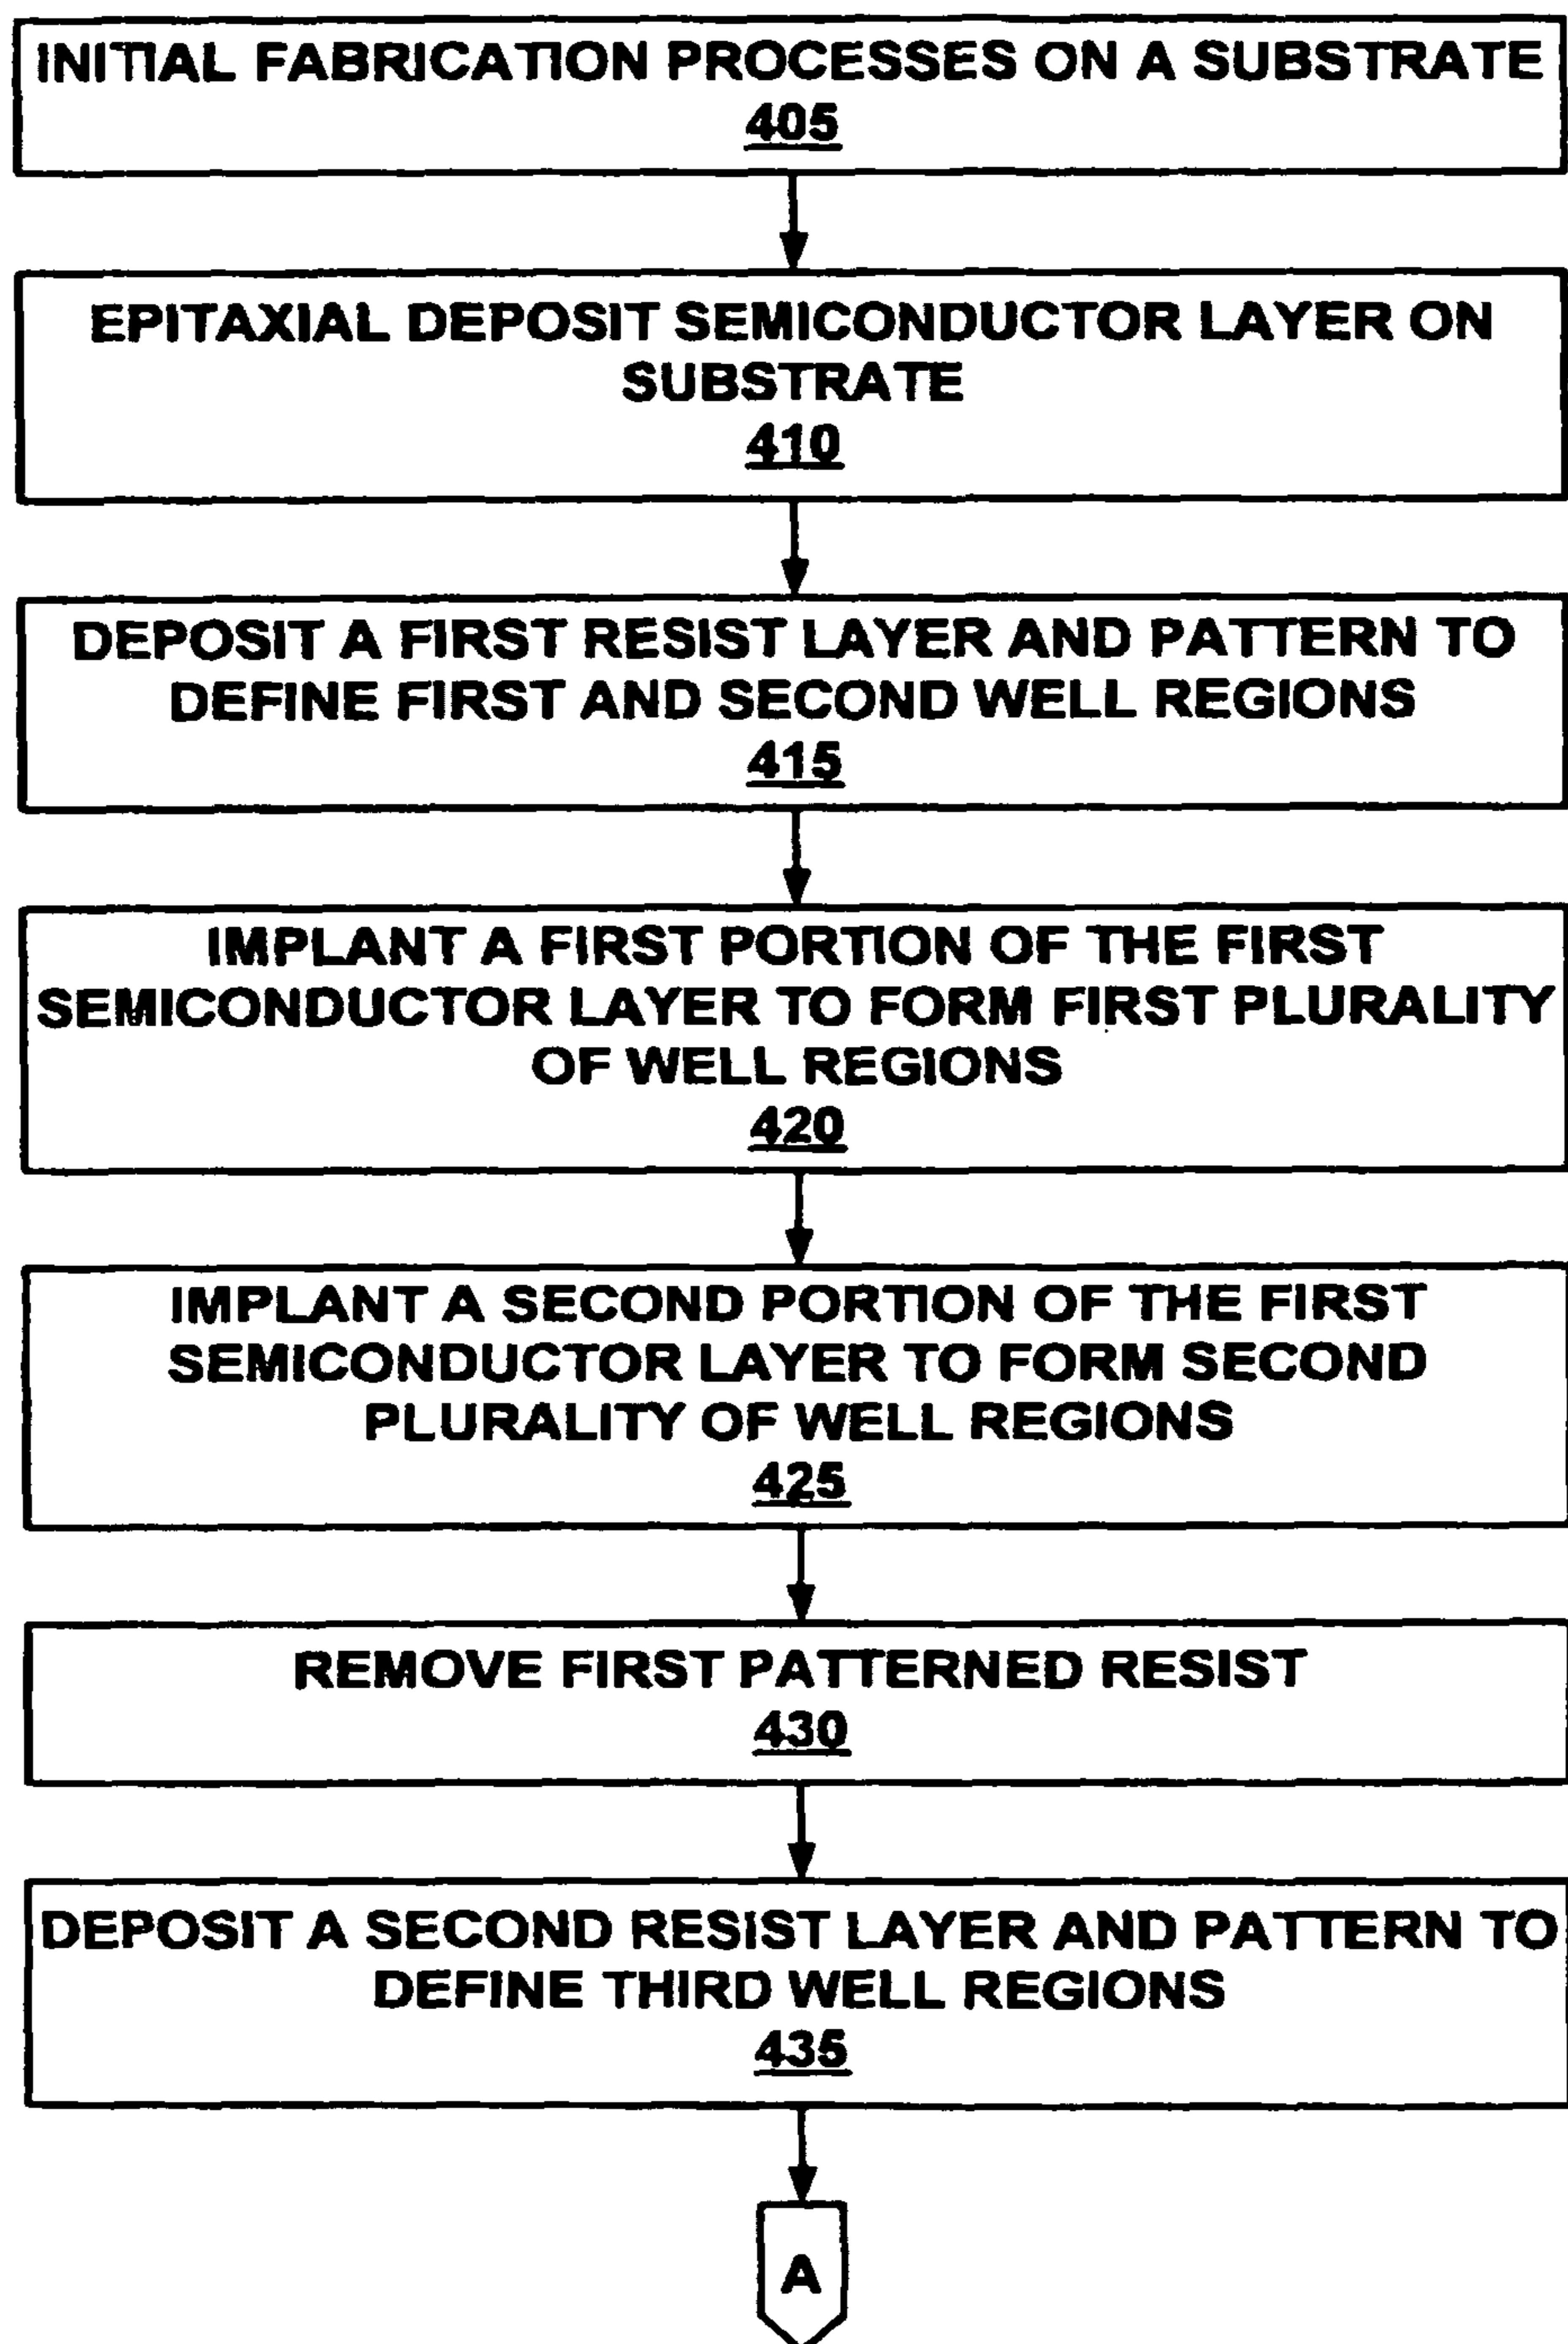 INITIAL FABRICATION PROCESSES ON A SUBSTRATE
405
EPITAXIAL DEPOSIT SEMICONDUCTOR LAYER ON
SUBSTRATE
410
DEPOSIT A FIRST RESIST LAYER AND PATTERN TO
DEFINE FIRST AND SECOND WELL REGIONS
415
IMPLANT A FIRST PORTION OF THE FIRST
SEMICONDUCTOR LAYER TO FORM FIRST PLURALITY
OF WELL REGIONS
420
IMPLANT A SECOND PORTION OF THE FIRST
SEMICONDUCTOR LAYER TO FORM SECOND
PLURALITY OF WELL REGIONS
425
REMOVE FIRST PATTERNED RESIST
430
DEPOSIT A SECOND RESIST LAYER AND PATTERN TO
DEFINE THIRD WELL REGIONS
435
A